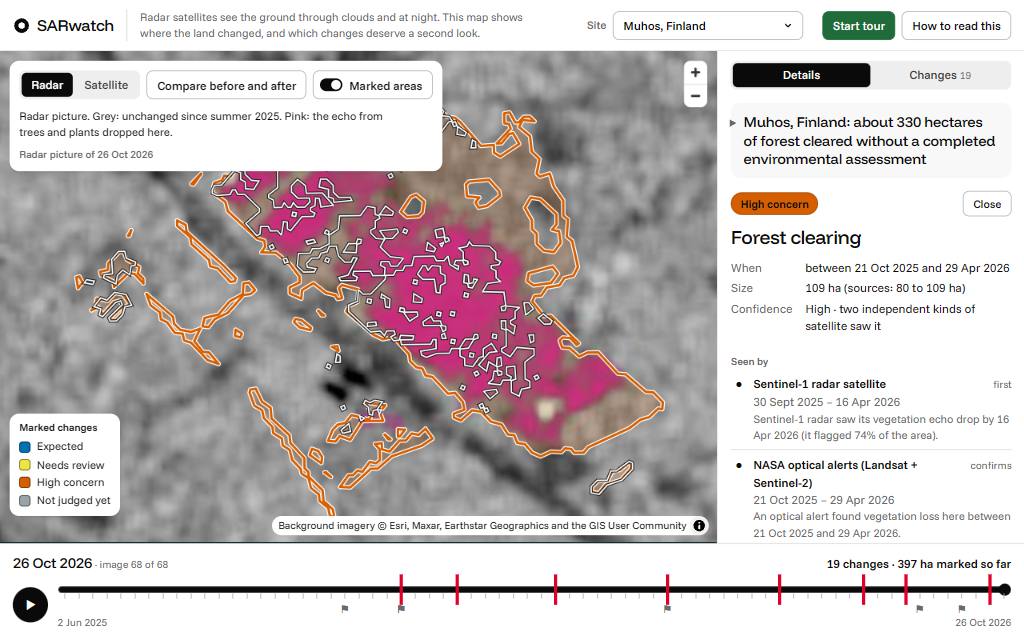 SARwatch
Radar satellites see the ground through clouds and at night. This map shows
where the land changed, and which changes deserve a second look.
Site
Muhos, Finland
Start tour
How to read this
Radar
Satellite
Compare before and after
Marked areas
Radar picture. Grey: unchanged since summer 2025. Pink: the echo from
trees and plants dropped here.
Radar picture of 26 Oct 2026
+
−
Marked changes
Expected
Needs review
High concern
Not judged yet
Background imagery © Esri, Maxar, Earthstar Geographics and the GIS User Community
Details
Changes 19
Muhos, Finland: about 330 hectares
of forest cleared without a completed
environmental assessment
High concern
Close
Forest clearing
When between 21 Oct 2025 and 29 Apr 2026
Size 109 ha (sources: 80 to 109 ha)
Confidence High · two independent kinds of
satellite saw it
Seen by
Sentinel-1 radar satellite first
30 Sept 2025 – 16 Apr 2026
Sentinel-1 radar saw its vegetation echo drop by 16
Apr 2026 (it flagged 74% of the area).
NASA optical alerts (Landsat + confirms
Sentinel-2)
21 Oct 2025 – 29 Apr 2026
An optical alert found vegetation loss here between
21 Oct 2025 and 29 Apr 2026.
26 Oct 2026 · image 68 of 68
19 changes · 397 ha marked so far
2 Jun 2025
26 Oct 2026